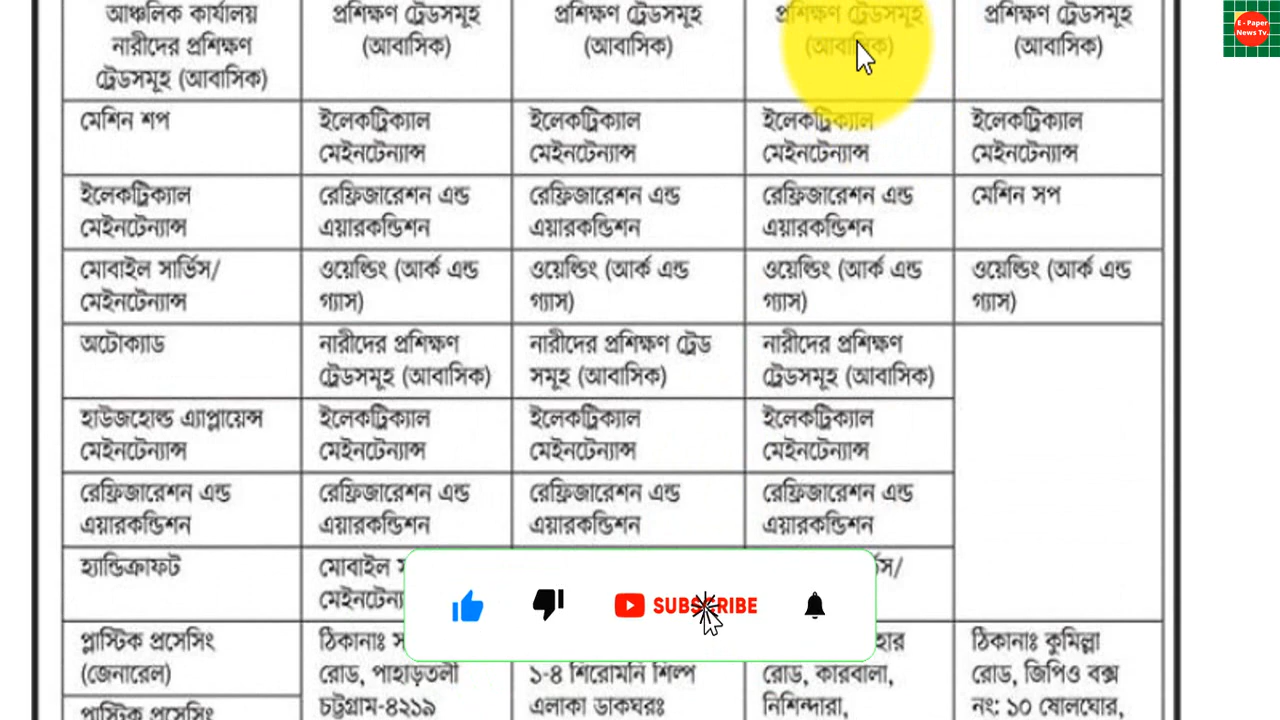 আঞ্চলিক কার্যালয়
নারীদের প্রশিক্ষণ
ট্রেডসমূহ (আবাসিক)
প্রশিক্ষণ ট্রেডসমূহ
(আবাসিক)
প্রশিক্ষণ ট্রেডসমূহ
(আবাসিক)
প্রশিক্ষণ ট্রেডসমূহ
(আবাসিক)
প্রশিক্ষণ ট্রেডসমূহ
(আবাসিক)
E - Paper
News Tv.
মেশিন শপ
ইলেকট্রিক্যাল
মেইনটেন্যান্স
ইলেকট্রিক্যাল
মেইনটেন্যান্স
ইলেকট্রিক্যাল
মেইনটেন্যান্স
ইলেকট্রিক্যাল
মেইনটেন্যান্স
ইলেকট্রিক্যাল
মেইনটেন্যান্স
রেফ্রিজারেশন এন্ড
এয়ারকন্ডিশন
রেফ্রিজারেশন এন্ড
এয়ারকন্ডিশন
রেফ্রিজারেশন এন্ড
এয়ারকন্ডিশন
মেশিন সপ
মোবাইল সার্ভিস/
মেইনটেন্যান্স
ওয়েল্ডিং (আর্ক এন্ড
গ্যাস)
ওয়েল্ডিং (আর্ক এন্ড
গ্যাস)
ওয়েল্ডিং (আর্ক এন্ড
গ্যাস)
ওয়েল্ডিং (আর্ক এন্ড
গ্যাস)
অটোক্যাড
নারীদের প্রশিক্ষণ
ট্রেডসমূহ (আবাসিক)
নারীদের প্রশিক্ষণ ট্রেড
সমূহ (আবাসিক)
নারীদের প্রশিক্ষণ
ট্রেডসমূহ (আবাসিক)
হাউজহোল্ড এ্যাপ্লায়েন্স
মেইনটেন্যান্স
ইলেকট্রিক্যাল
মেইনটেন্যান্স
ইলেকট্রিক্যাল
মেইনটেন্যান্স
ইলেকট্রিক্যাল
মেইনটেন্যান্স
রেফ্রিজারেশন এন্ড
এয়ারকন্ডিশন
রেফ্রিজারেশন এন্ড
এয়ারকন্ডিশন
রেফ্রিজারেশন এন্ড
এয়ারকন্ডিশন
রেফ্রিজারেশন এন্ড
এয়ারকন্ডিশন
হ্যান্ডিক্রাফট
মোবাইল
SUBSCRIBE
প্লাস্টিক প্রসেসিং
(জেনারেল)
ঠিকানাঃ
রোড, পাহাড়তলী
চট্টগ্রাম-৪২১৯
১-৪ শিরোমনি শিল্প
এলাকা ডাকঘরঃ
রোড, কারবালা,
নিশিন্দারা,
ঠিকানাঃ কুমিল্লা
রোড, জিপিও বক্স
নং: ১০ ষোলঘোর,
প্লাস্টিক প্রসেসিং